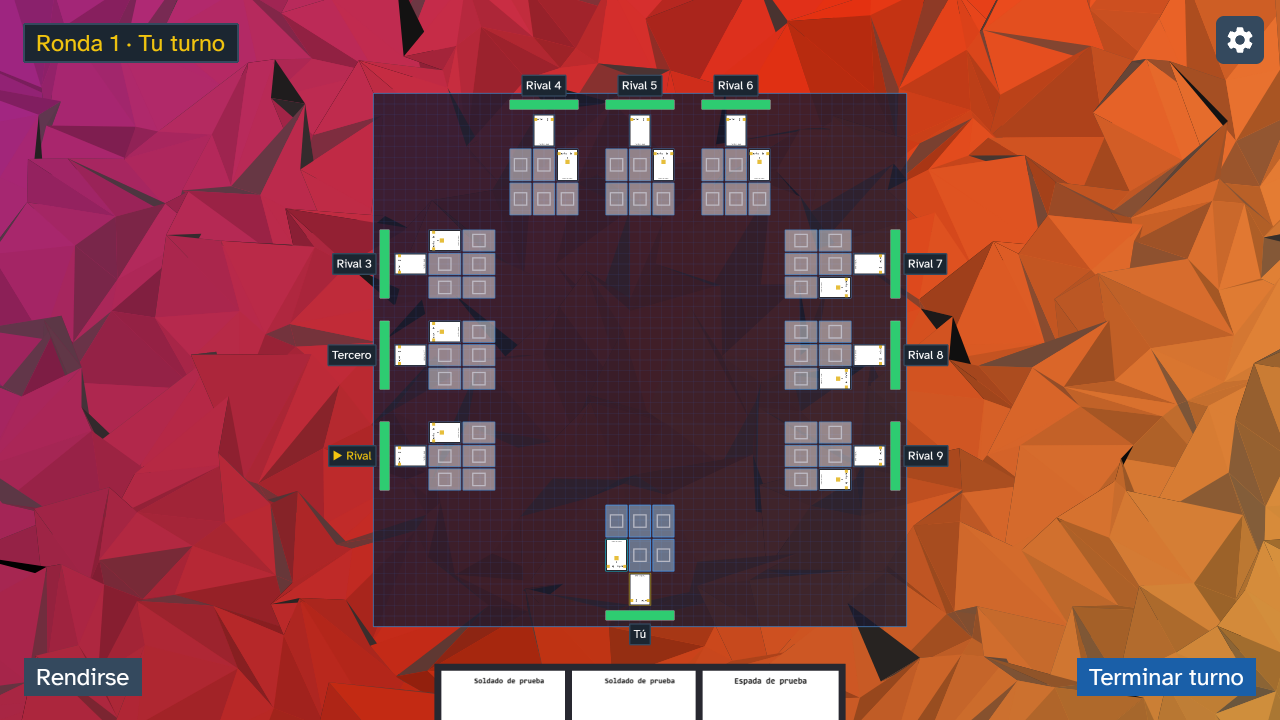 Ronda 1 · Tu turno
Rival 4
Rival 5
Rival 6
Rival 3
Rival 7
Tercero
Rival 8
▶ Rival
Rival 9
Tú
Rendirse
Terminar turno
Soldado de prueba
Soldado de prueba
Espada de prueba